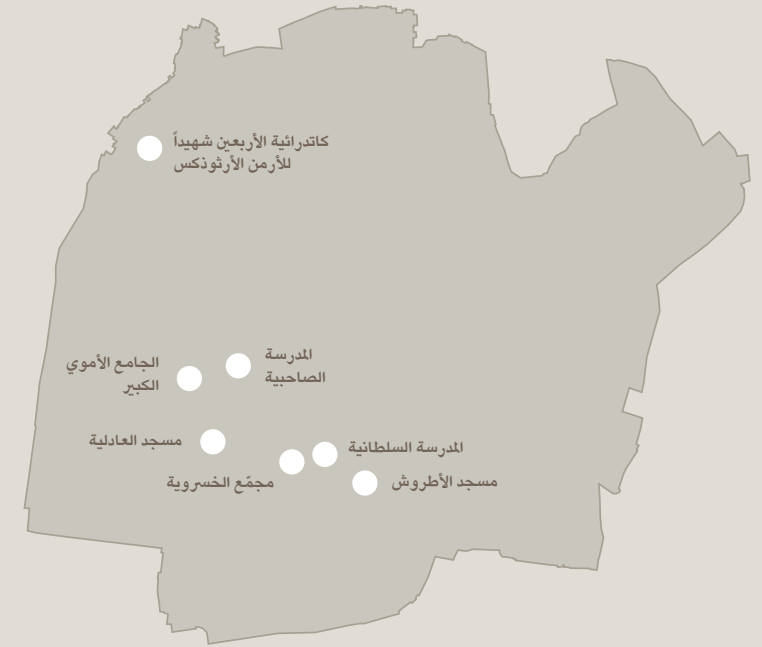 كاتدرائية الأربعين شهيداً
للأرمن الأرثوذكس
المدرسة
الصاحبية
الجامع الأموي
الكبير
مسجد العادلية
المدرسة السلطانية
مجمّع الخسروية
مسجد الأطروش